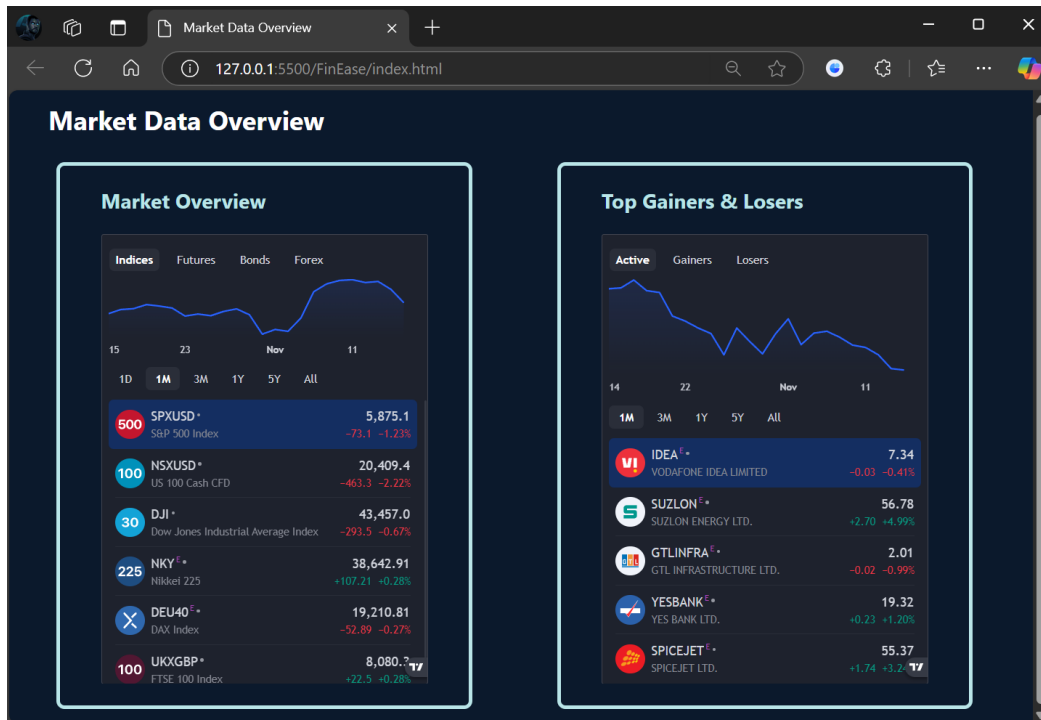 Market Data Overview
127.0.0.1:5500/FinEase/index.html
Market Data Overview
Market Overview
Indices Futures Bonds Forex
15 23 Nov 11
1D 1M 3M 1Y 5Y All
500 SPXUSD 5,875.1
S&P 500 Index −73.1 −1.23%
100 NSXUSD 20,409.4
US 100 Cash CFD −463.3 −2.22%
30 DJI 43,457.0
Dow Jones Industrial Average Index −293.5 −0.67%
225 NKY E 38,642.91
Nikkei 225 +107.21 +0.28%
DEU40 E 19,210.81
DAX Index −52.89 −0.27%
100 UKXGBP
FTSE 100 Index +22.5 +0.28%
Top Gainers & Losers
Active Gainers Losers
14 22 Nov 11
1M 3M 1Y 5Y All
VI IDEA E 7.34
VODAFONE IDEA LIMITED −0.03 −0.41%
S SUZLON E 56.78
SUZLON ENERGY LTD. +2.70 +4.99%
GTL GTLINFRA E 2.01
GTL INFRASTRUCTURE LTD. −0.02 −0.99%
YESBANK E 19.32
YES BANK LTD. +0.23 +1.20%
SPICEJET E 55.37
SPICEJET LTD. +1.74